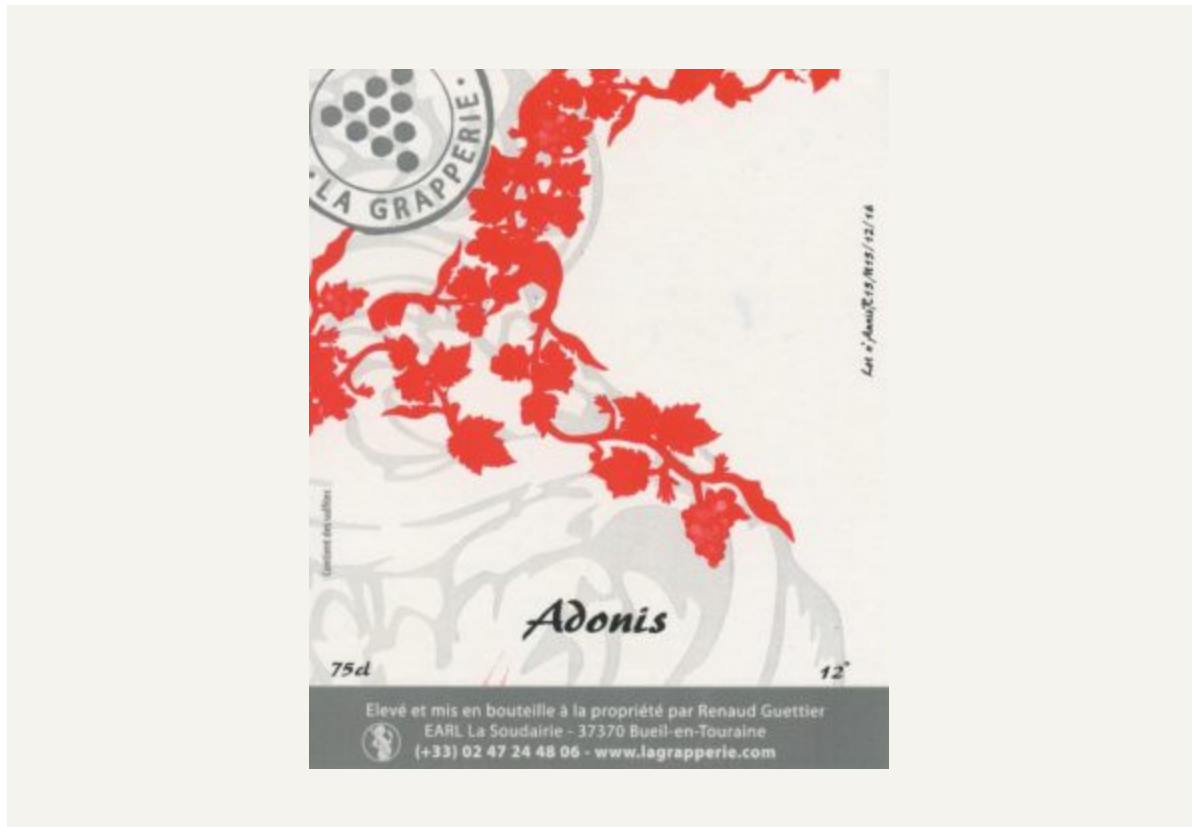 • LA GRAPPERIE •
Contient des sulfites
Adonis
75cl
12°
Elevé et mis en bouteille à la propriété par Renaud Guettier
EARL La Soudairie - 37370 Bueil-en-Touraine
(+33) 02 47 24 48 06 - www.lagrapperie.com